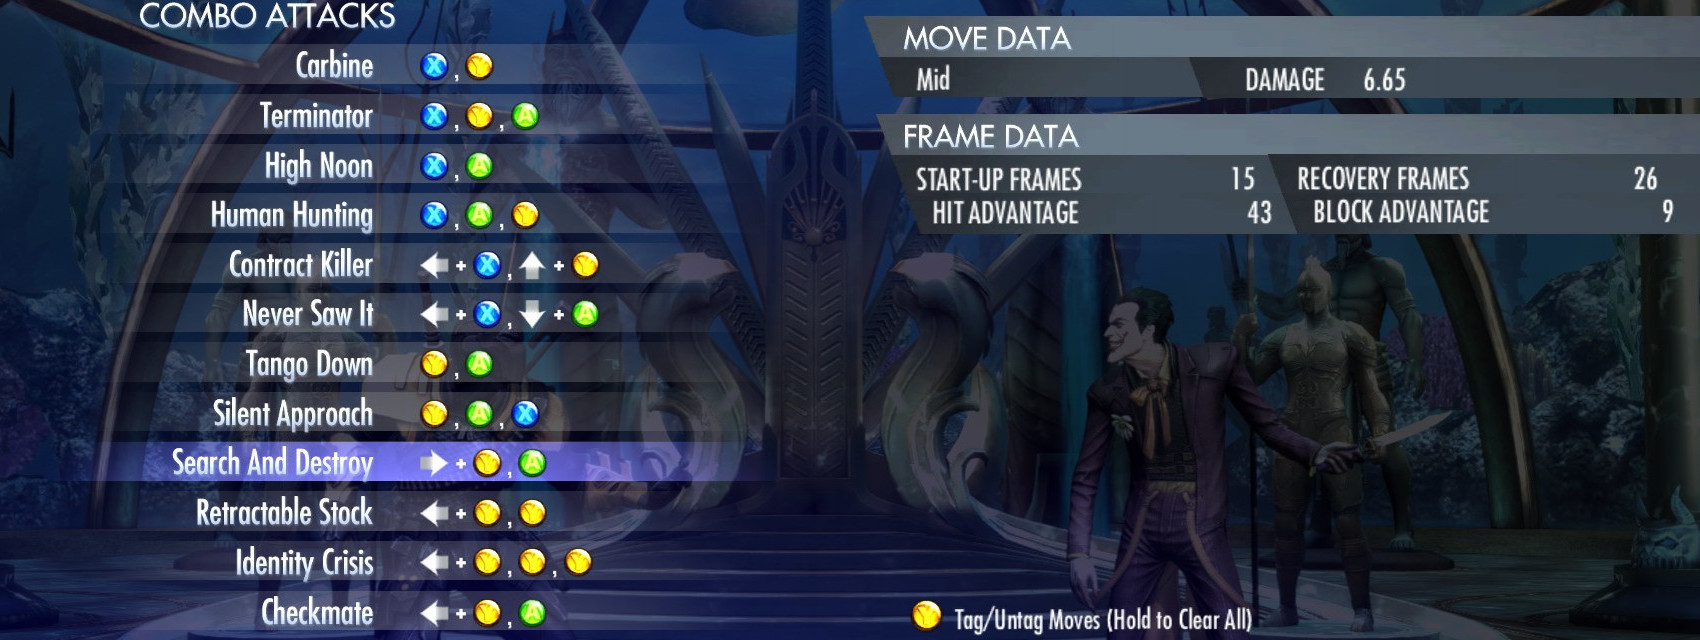 COMBO ATTACKS
Carbine X , Y
Terminator X , Y , A
High Noon X , A
Human Hunting X , A , Y
Contract Killer ← + X , ↑ + Y
Never Saw It ← + X , ↓ + A
Tango Down Y , A
Silent Approach Y , A , X
Search And Destroy → + Y , A
Retractable Stock ← + Y , Y
Identity Crisis ← + Y , Y , Y
Checkmate ← + Y , A
MOVE DATA
Mid DAMAGE 6.65
FRAME DATA
START-UP FRAMES 15 RECOVERY FRAMES 26
HIT ADVANTAGE 43 BLOCK ADVANTAGE 9
Y Tag/Untag Moves (Hold to Clear All)